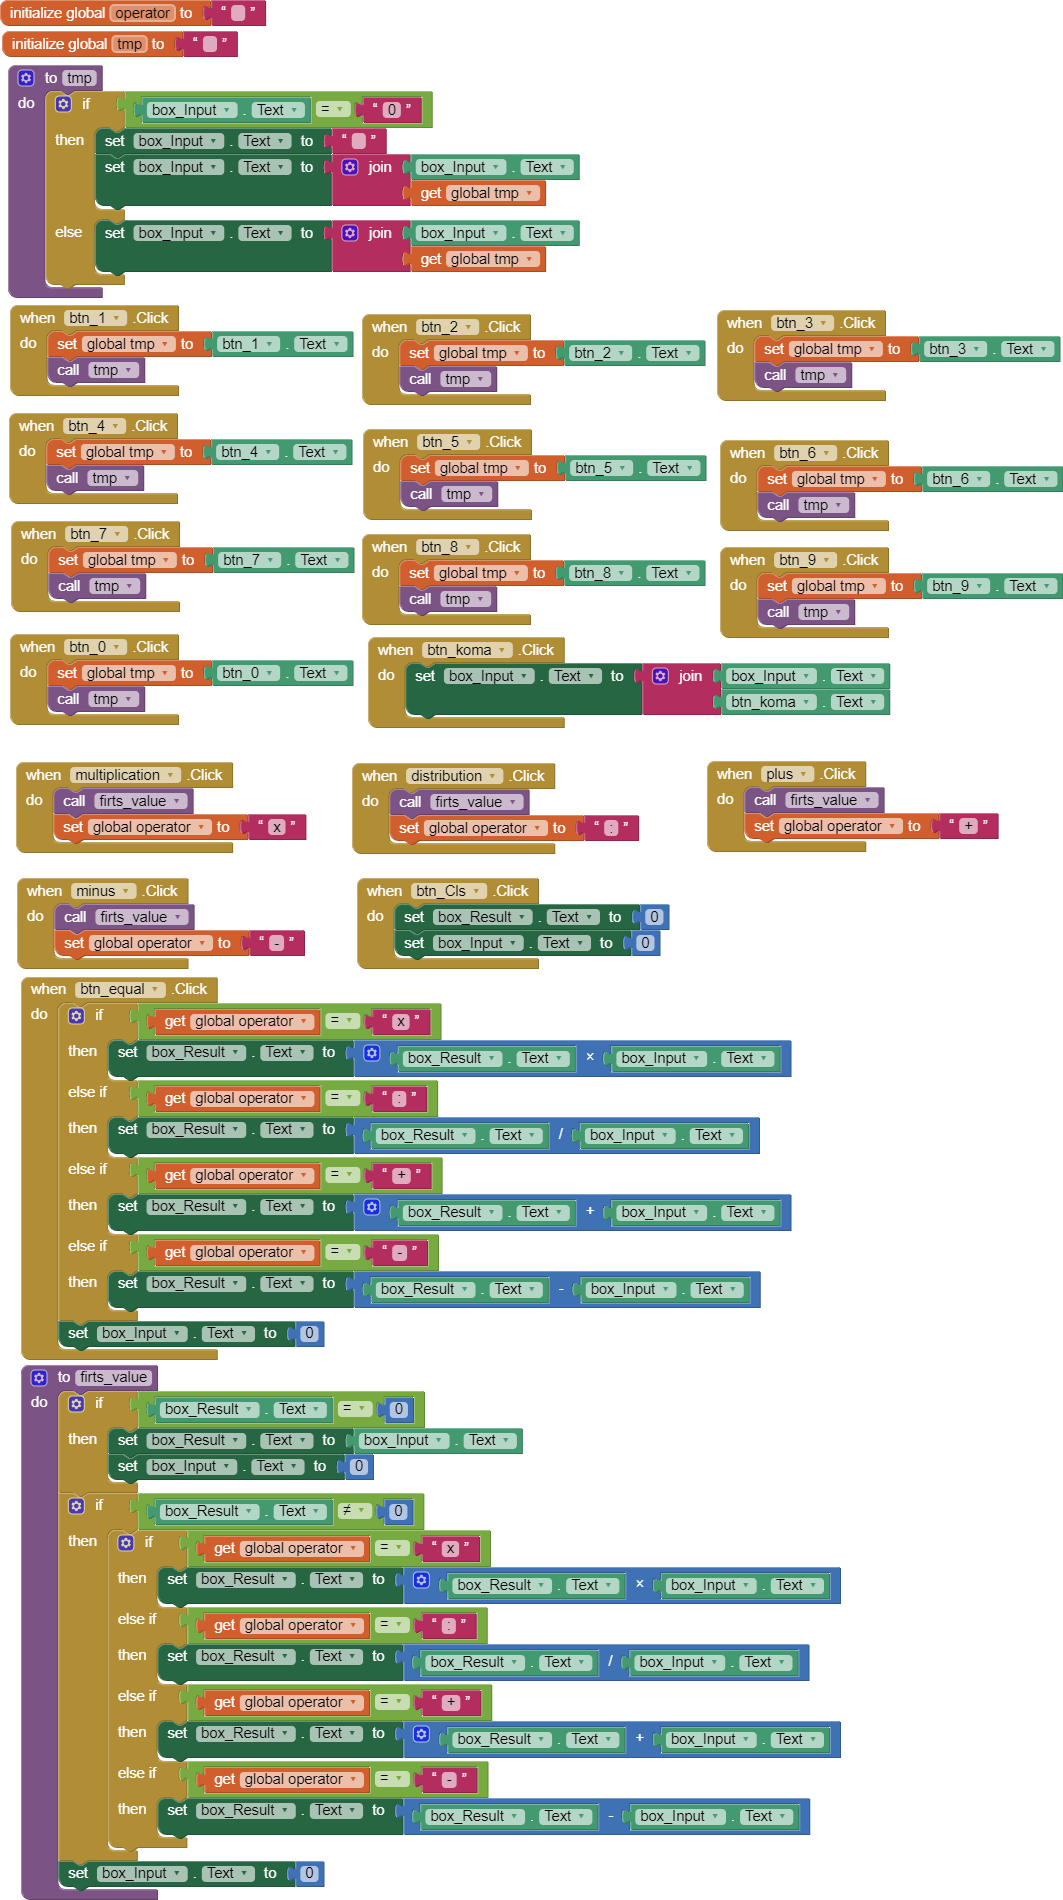 initialize global operator to “ ”
initialize global tmp to “ ”
to tmp
do if box_Input . Text = “ 0 ”
then set box_Input . Text to “ ”
set box_Input . Text to join box_Input . Text
get global tmp
else set box_Input . Text to join box_Input . Text
get global tmp
when btn_1 .Click
do set global tmp to btn_1 . Text
call tmp
when btn_2 .Click
do set global tmp to btn_2 . Text
call tmp
when btn_3 .Click
do set global tmp to btn_3 . Text
call tmp
when btn_4 .Click
do set global tmp to btn_4 . Text
call tmp
when btn_5 .Click
do set global tmp to btn_5 . Text
call tmp
when btn_6 .Click
do set global tmp to btn_6 . Text
call tmp
when btn_7 .Click
do set global tmp to btn_7 . Text
call tmp
when btn_8 .Click
do set global tmp to btn_8 . Text
call tmp
when btn_9 .Click
do set global tmp to btn_9 . Text
call tmp
when btn_0 .Click
do set global tmp to btn_0 . Text
call tmp
when btn_koma .Click
do set box_Input . Text to join box_Input . Text
btn_koma . Text
when multiplication .Click
do call firts_value
set global operator to “ x ”
when distribution .Click
do call firts_value
set global operator to “ : ”
when plus .Click
do call firts_value
set global operator to “ + ”
when minus .Click
do call firts_value
set global operator to “ - ”
when btn_Cls .Click
do set box_Result . Text to 0
set box_Input . Text to 0
when btn_equal .Click
do if get global operator = “ x ”
then set box_Result . Text to box_Result . Text × box_Input . Text
else if get global operator = “ : ”
then set box_Result . Text to box_Result . Text / box_Input . Text
else if get global operator = “ + ”
then set box_Result . Text to box_Result . Text + box_Input . Text
else if get global operator = “ - ”
then set box_Result . Text to box_Result . Text - box_Input . Text
set box_Input . Text to 0
to firts_value
do if box_Result . Text = 0
then set box_Result . Text to box_Input . Text
set box_Input . Text to 0
if box_Result . Text ≠ 0
then if get global operator = “ x ”
then set box_Result . Text to box_Result . Text × box_Input . Text
else if get global operator = “ : ”
then set box_Result . Text to box_Result . Text / box_Input . Text
else if get global operator = “ + ”
then set box_Result . Text to box_Result . Text + box_Input . Text
else if get global operator = “ - ”
then set box_Result . Text to box_Result . Text - box_Input . Text
set box_Input . Text to 0